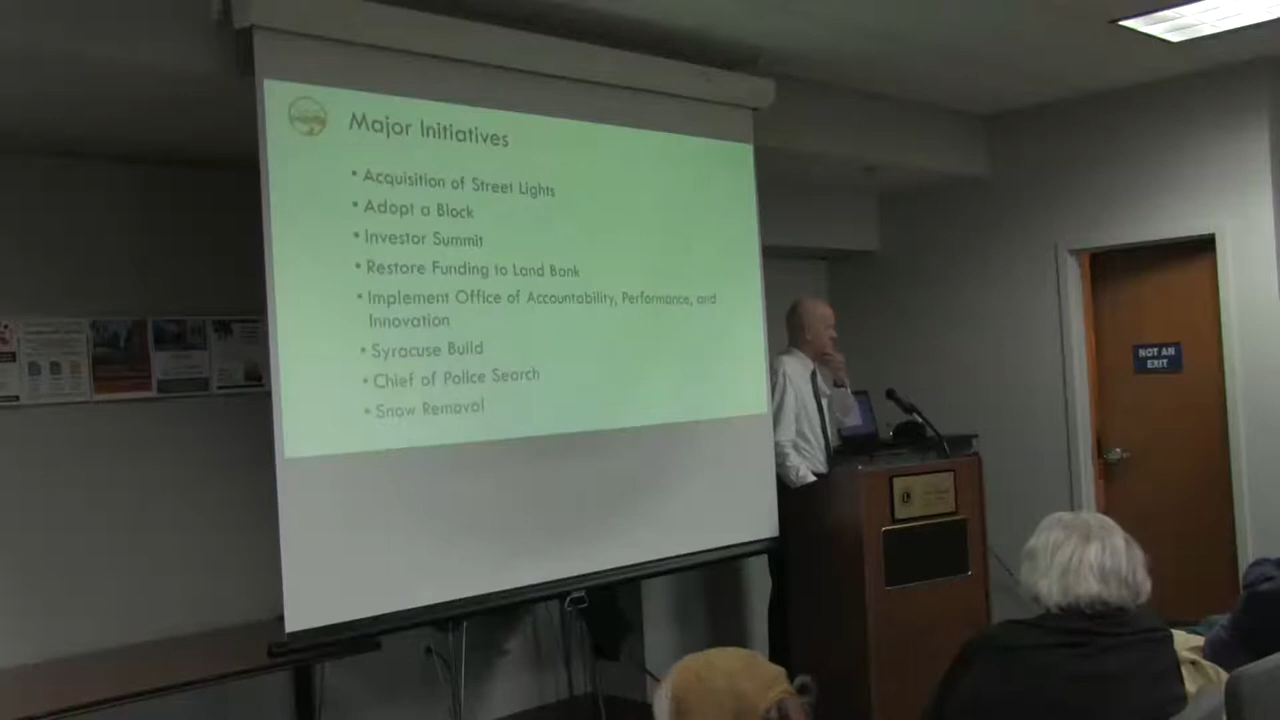 Major Initiatives
• Acquisition of Street Lights
• Adopt a Block
• Investor Summit
• Restore Funding to Land Bank
• Implement Office of Accountability, Performance, and
Innovation
• Syracuse Build
• Chief of Police Search
• Snow Removal
NOT AN
EXIT